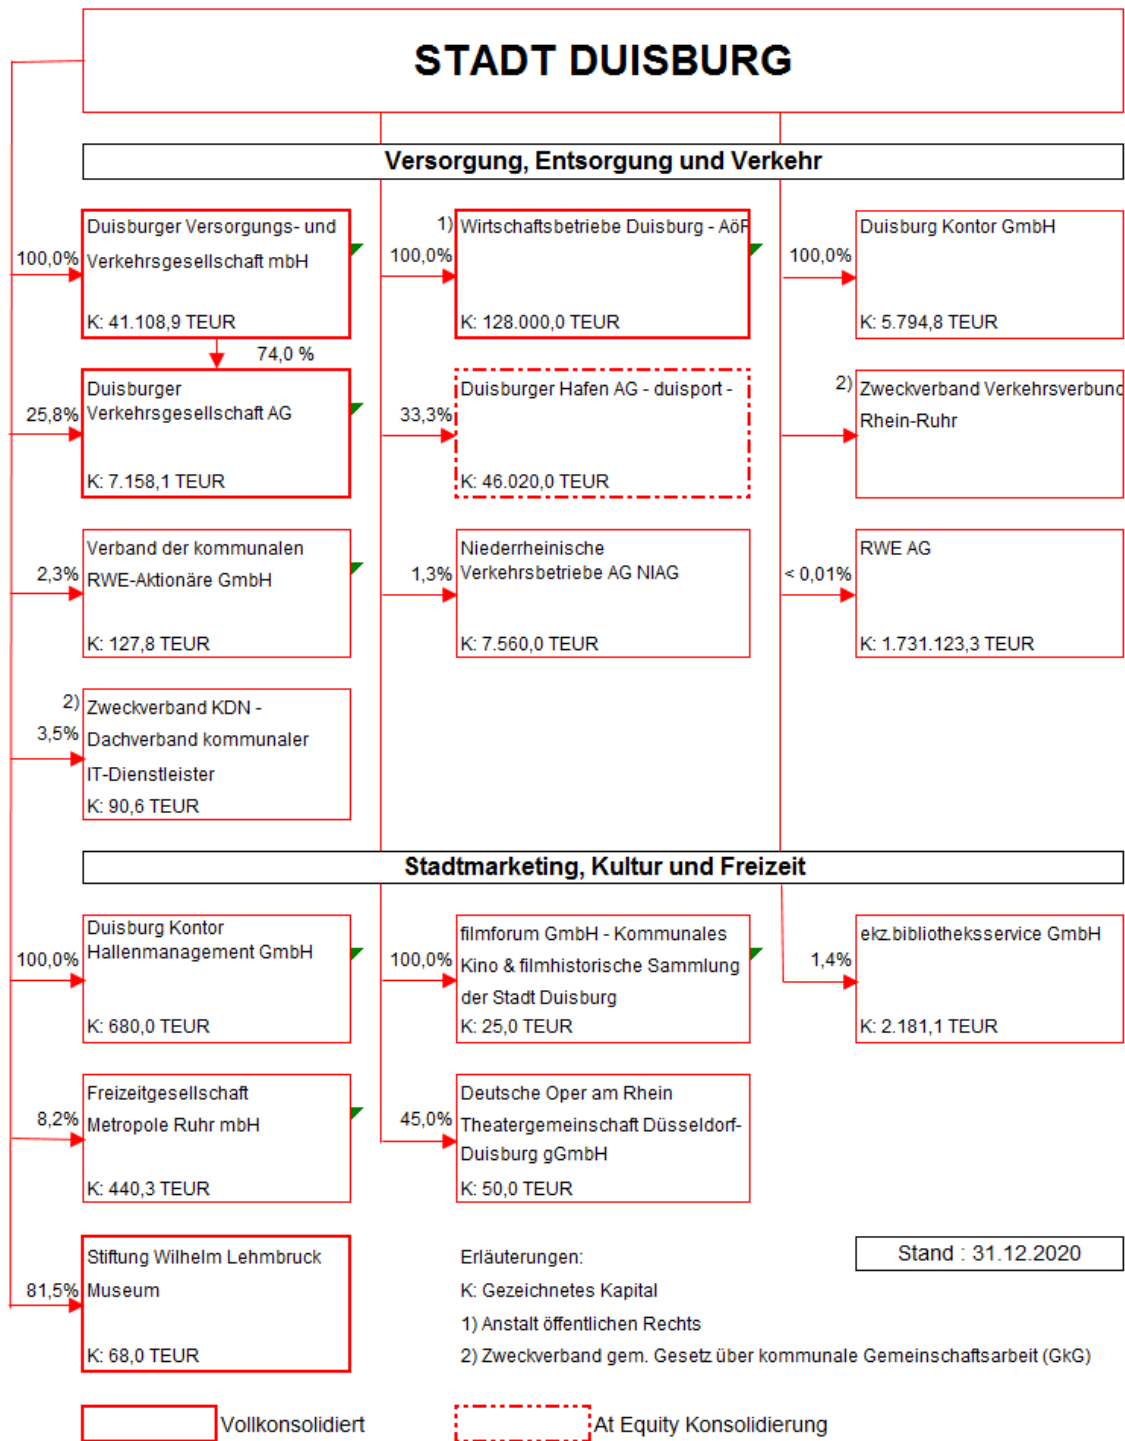 STADT DUISBURG
Versorgung, Entsorgung und Verkehr
Duisburger Versorgungs- und
Verkehrsgesellschaft mbH
100,0%
K: 41.108,9 TEUR
1) Wirtschaftsbetriebe Duisburg - AöR
100,0%
K: 128.000,0 TEUR
Duisburg Kontor GmbH
100,0%
K: 5.794,8 TEUR
74,0 %
Duisburger
Verkehrsgesellschaft AG
25,8%
K: 7.158,1 TEUR
Duisburger Hafen AG - duisport -
33,3%
K: 46.020,0 TEUR
2) Zweckverband Verkehrsverbund
Rhein-Ruhr
Verband der kommunalen
RWE-Aktionäre GmbH
2,3%
K: 127,8 TEUR
Niederrheinische
Verkehrsbetriebe AG NIAG
1,3%
K: 7.560,0 TEUR
RWE AG
< 0,01%
K: 1.731.123,3 TEUR
2) Zweckverband KDN -
Dachverband kommunaler
IT-Dienstleister
3,5%
K: 90,6 TEUR
Stadtmarketing, Kultur und Freizeit
Duisburg Kontor
Hallenmanagement GmbH
100,0%
K: 680,0 TEUR
filmforum GmbH - Kommunales
Kino & filmhistorische Sammlung
der Stadt Duisburg
100,0%
K: 25,0 TEUR
ekz.bibliotheksservice GmbH
1,4%
K: 2.181,1 TEUR
Freizeitgesellschaft
Metropole Ruhr mbH
8,2%
K: 440,3 TEUR
Deutsche Oper am Rhein
Theatergemeinschaft Düsseldorf-
Duisburg gGmbH
45,0%
K: 50,0 TEUR
Stiftung Wilhelm Lehmbruck
Museum
81,5%
K: 68,0 TEUR
Erläuterungen:
K: Gezeichnetes Kapital
1) Anstalt öffentlichen Rechts
2) Zweckverband gem. Gesetz über kommunale Gemeinschaftsarbeit (GkG)
Stand : 31.12.2020
Vollkonsolidiert
At Equity Konsolidierung